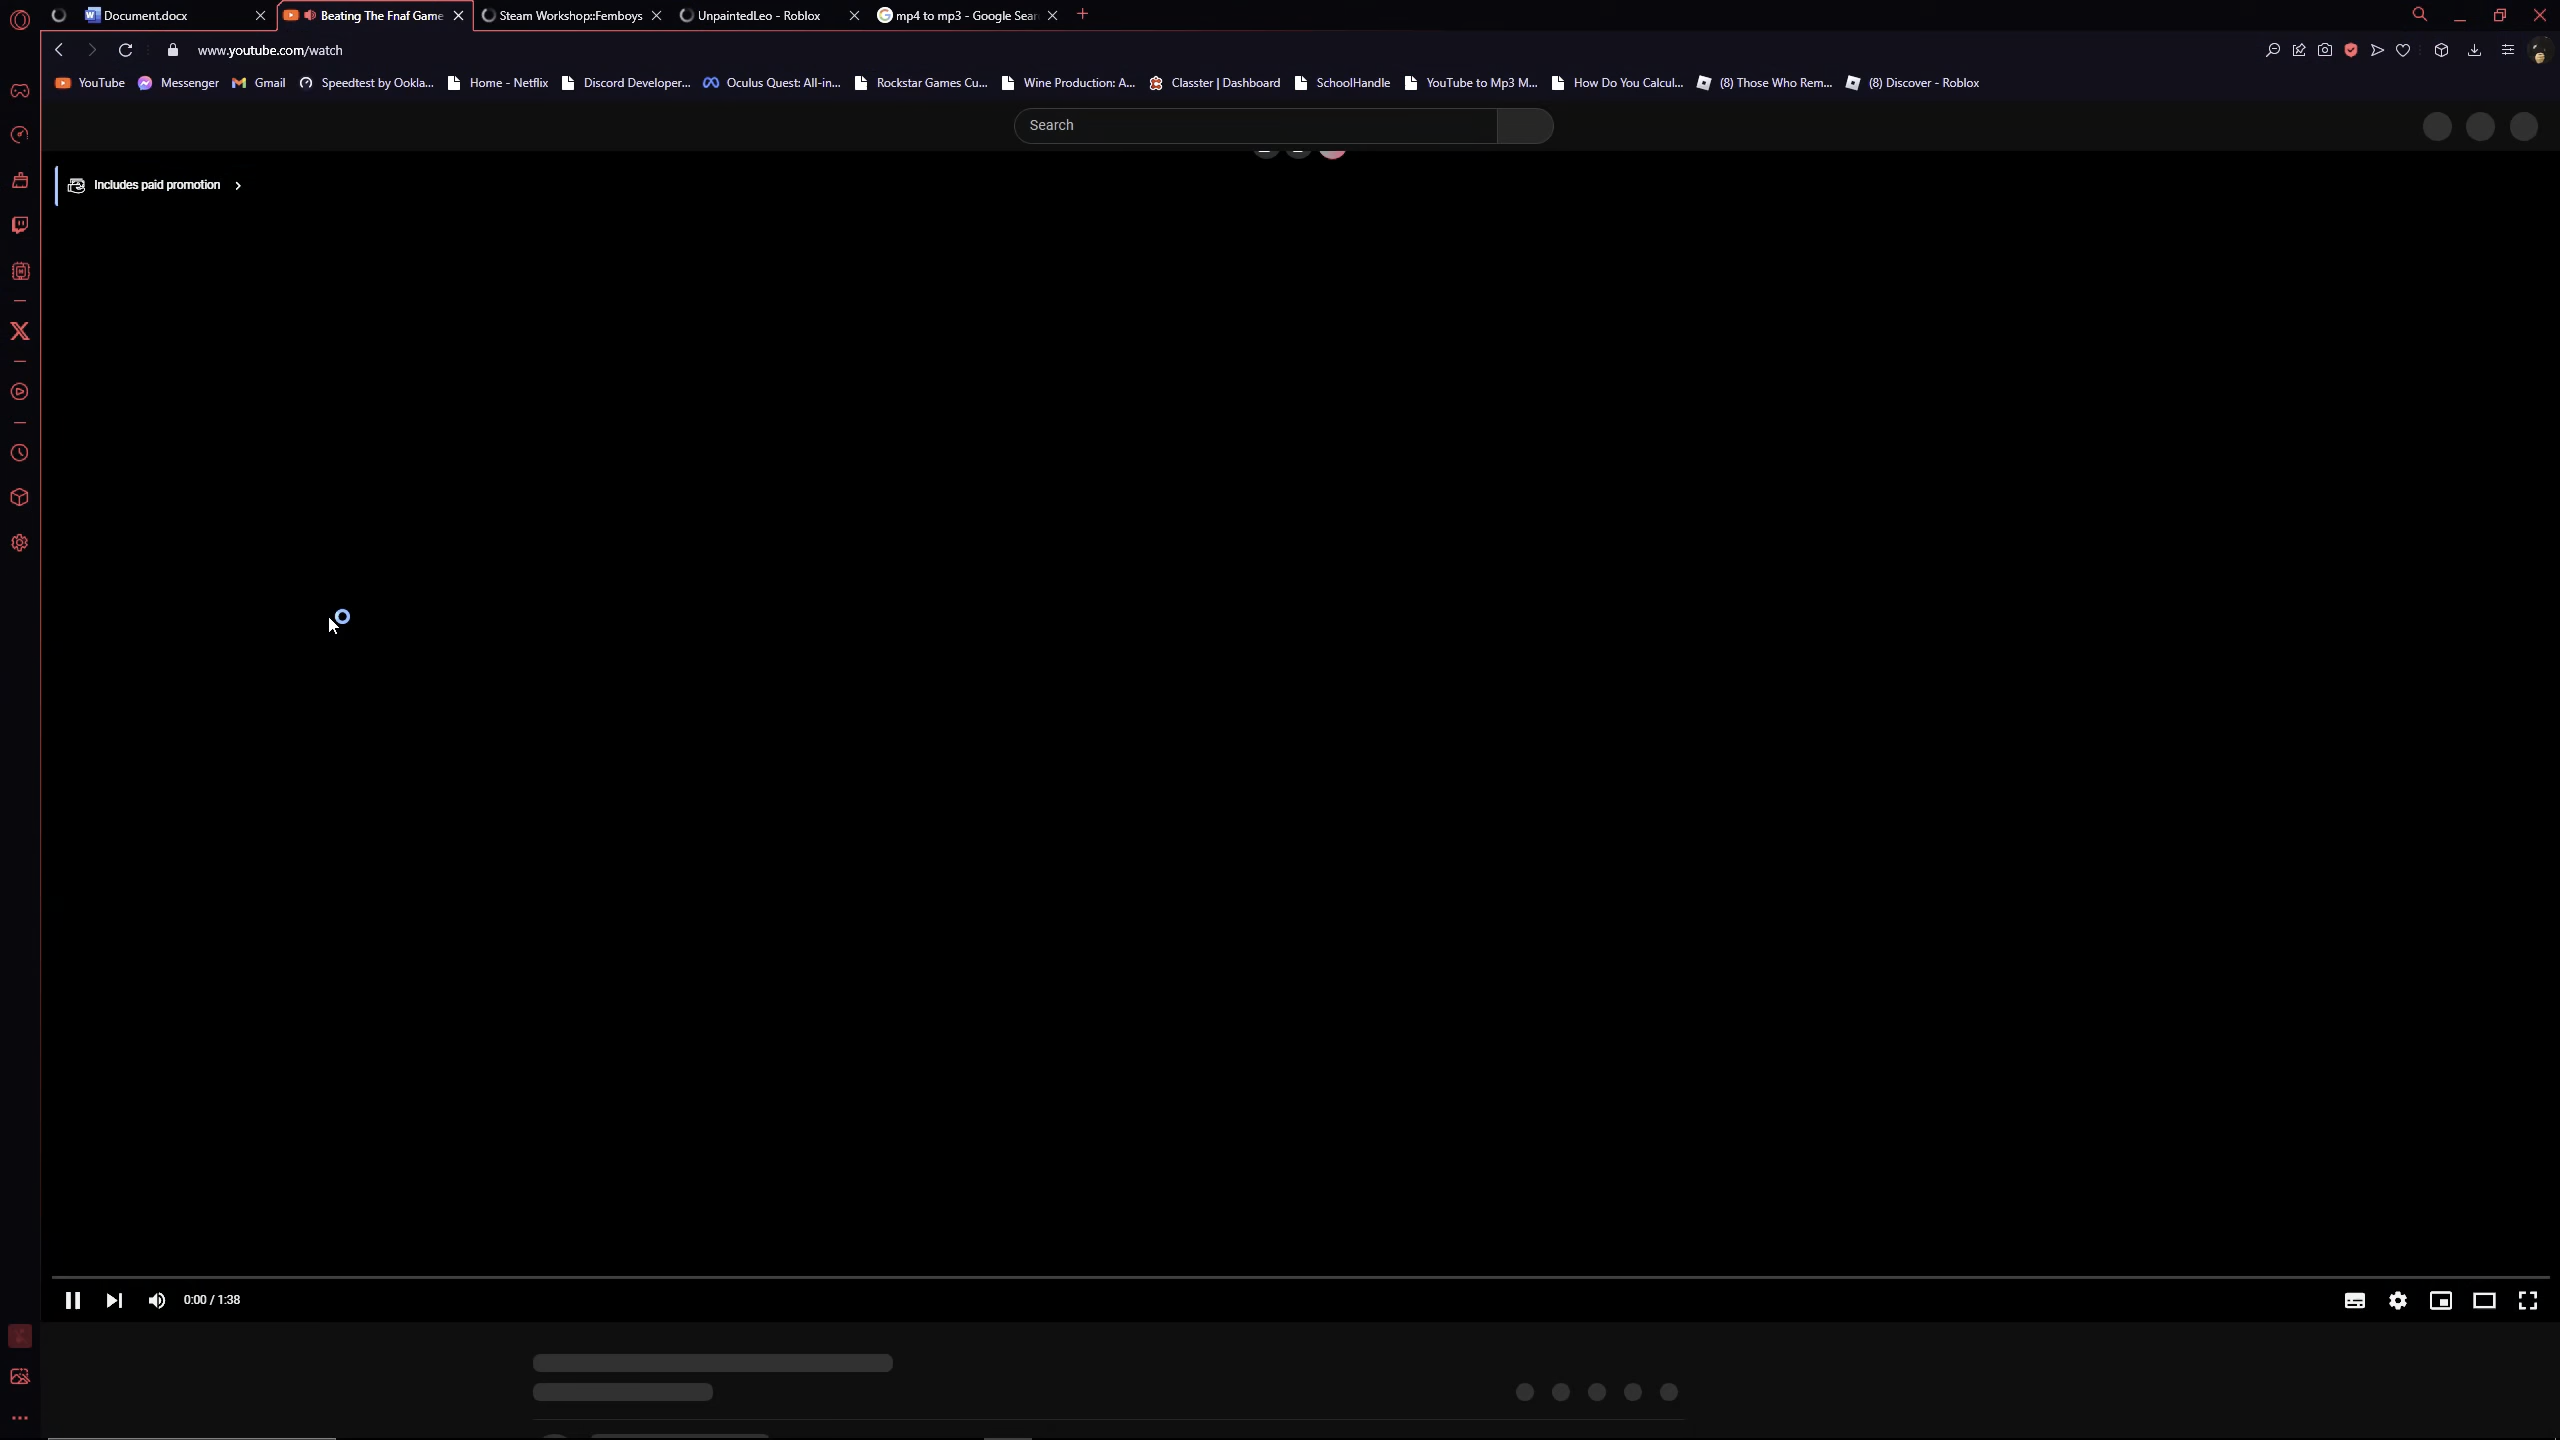 Document.docx
Beating The Fnaf Game
Steam Workshop::Femboys
UnpaintedLeo - Roblox
mp4 to mp3 - Google Sear
www.youtube.com/watch
YouTube Messenger Gmail Speedtest by Ookla... Home - Netflix Discord Developer... Oculus Quest: All-in... Rockstar Games Cu... Wine Production: A... Classter | Dashboard SchoolHandle YouTube to Mp3 M... How Do You Calcul... (8) Those Who Rem... (8) Discover - Roblox
Search
Includes paid promotion
0:00 / 1:38